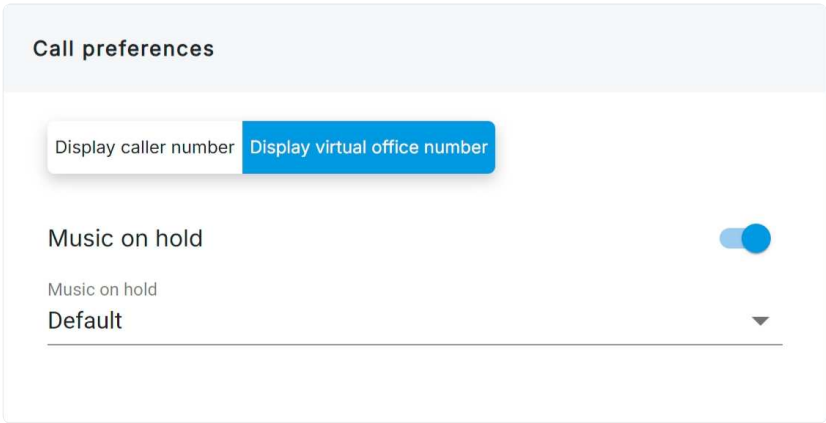 Call preferences
Display caller number Display virtual office number
Music on hold
Music on hold
Default